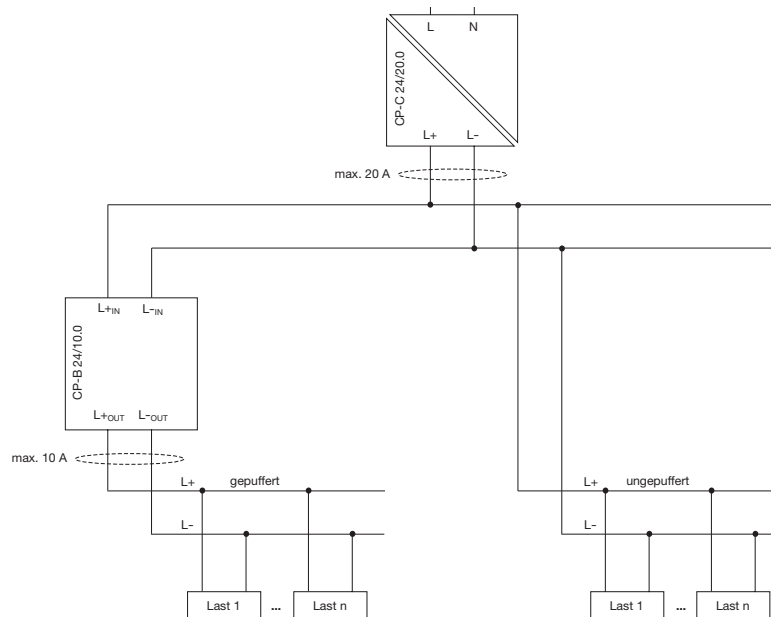 L N
CP-C 24/20.0
L+ L-
max. 20 A
L+IN L-IN
CP-B 24/10.0
L+OUT L-OUT
max. 10 A
L+ gepuffert
L-
Last 1 ... Last n
L+ ungepuffert
L-
Last 1 ... Last n